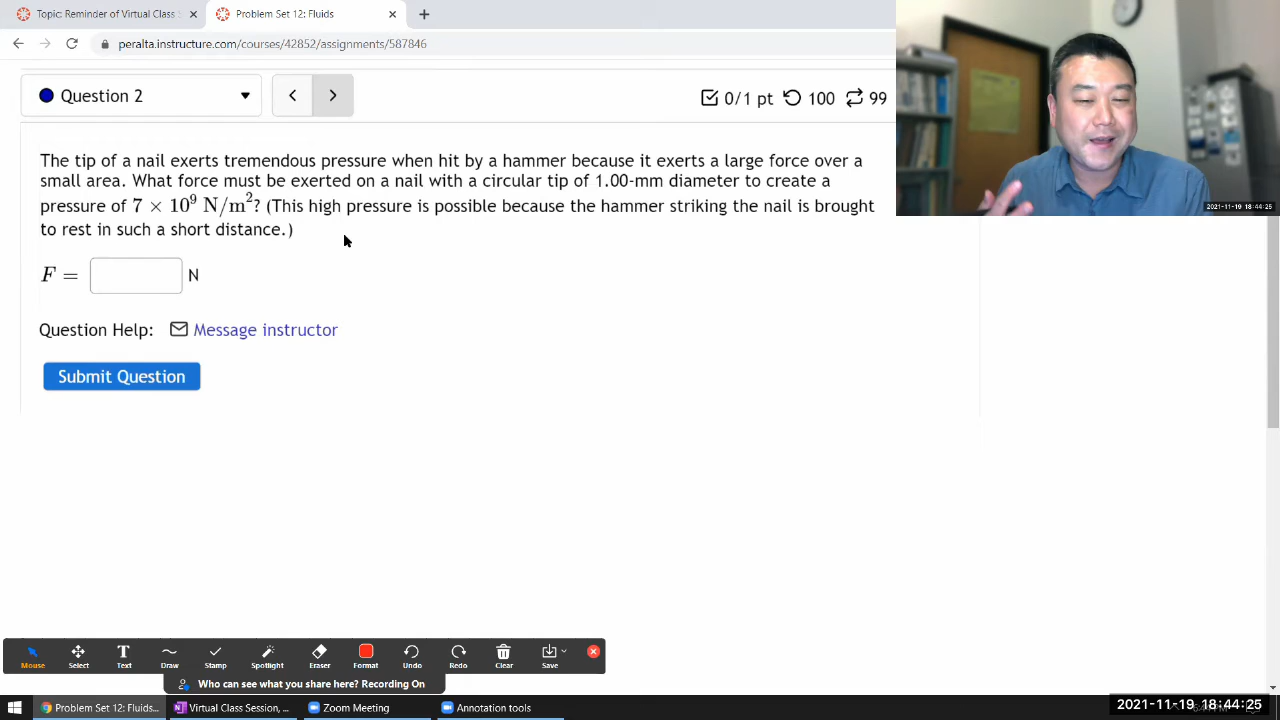 Topic: Reminder of Virtual Class
Problem Set 12: Fluids
peralta.instructure.com/courses/42852/assignments/587846
Question 2
0/1 pt 100 99
The tip of a nail exerts tremendous pressure when hit by a hammer because it exerts a large force over a
small area. What force must be exerted on a nail with a circular tip of 1.00-mm diameter to create a
pressure of 7 × 10⁹ N/m²? (This high pressure is possible because the hammer striking the nail is brought
to rest in such a short distance.)
F = N
Question Help: Message instructor
Submit Question
2021-11-19 18:44:25
Mouse Select Text Draw Stamp Spotlight Eraser Format Undo Redo Clear Save
Who can see what you share here? Recording On
Problem Set 12: Fluids... Virtual Class Session, ... Zoom Meeting Annotation tools
2021-11-19 18:44:25